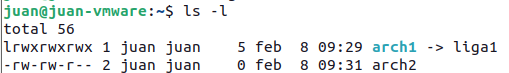 juan@juan-vmware:~$ ls -l
total 56
lrwxrwxrwx 1 juan juan    5 feb  8 09:29 arch1 -> liga1
-rw-rw-r-- 2 juan juan    0 feb  8 09:31 arch2